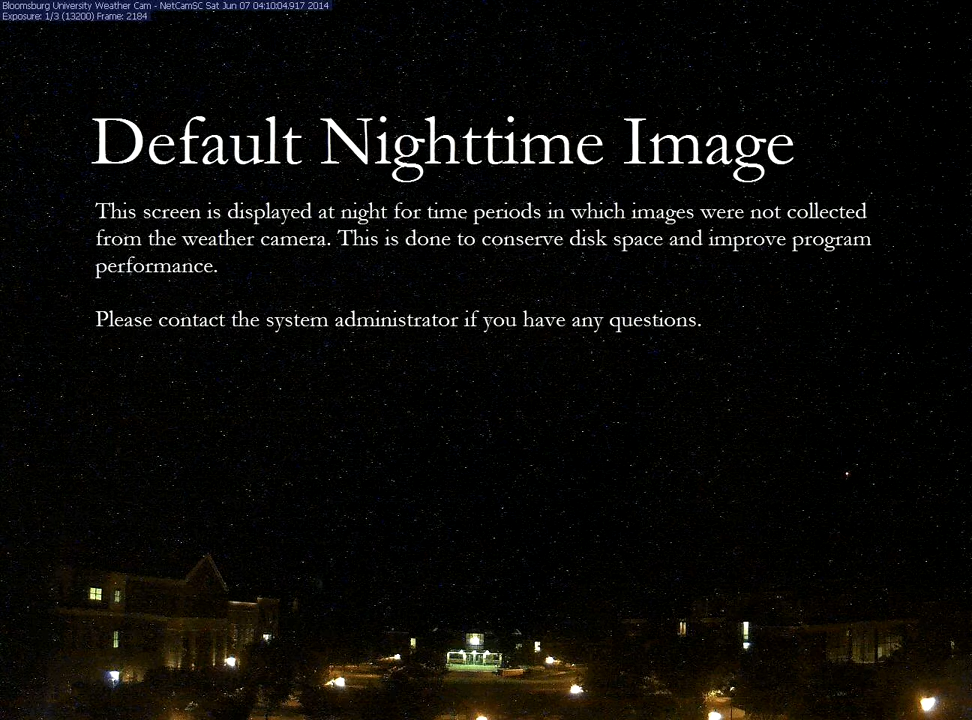 Bloomsburg University Weather Cam - NetCamSC Sat Jun 07 04:10:04.917 2014
Exposure: 1/3 (13200) Frame: 2184
Default Nighttime Image
This screen is displayed at night for time periods in which images were not collected
from the weather camera. This is done to conserve disk space and improve program
performance.
Please contact the system administrator if you have any questions.